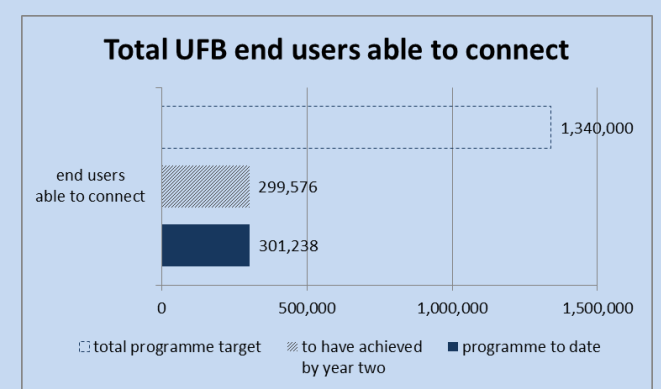 Total UFB end users able to connect
1,340,000
end users
able to connect
299,576
301,238
0 500,000 1,000,000 1,500,000
total programme target to have achieved programme to date
by year two